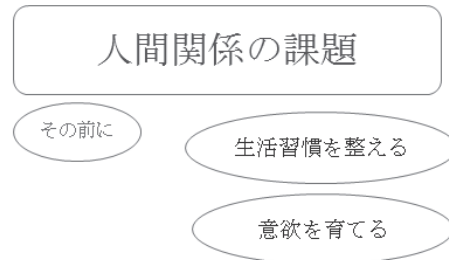 人間関係の課題
その前に
生活習慣を整える
意欲を育てる